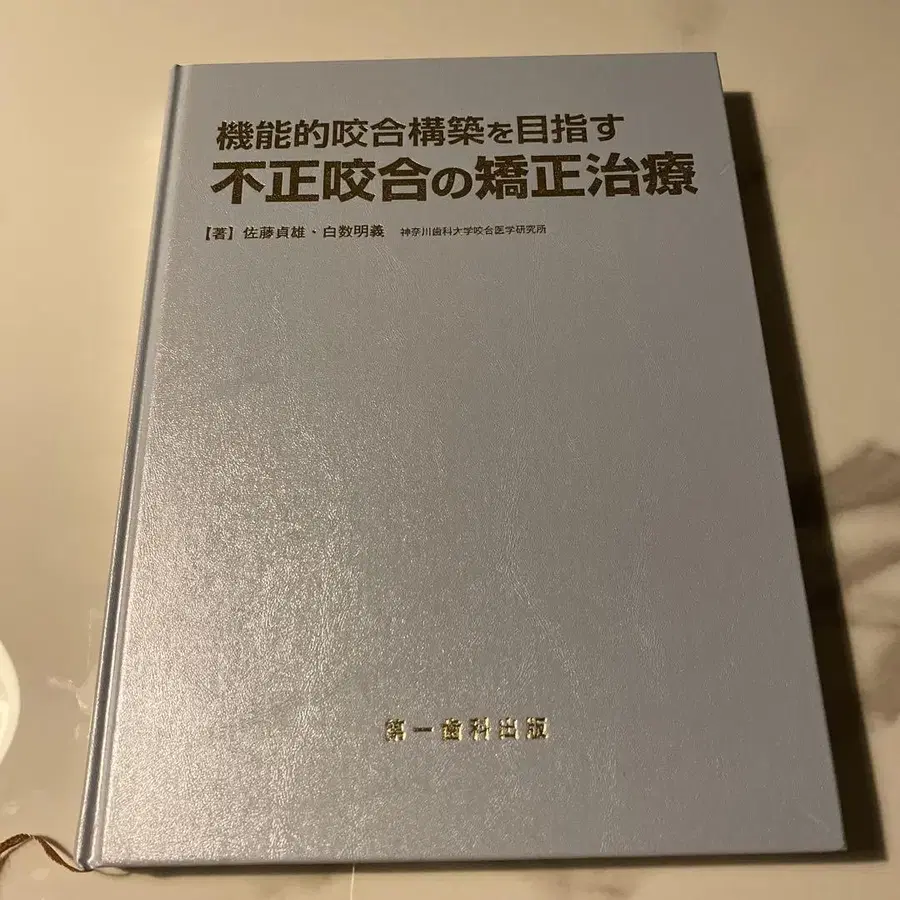 機能的咬合構築を目指す
不正咬合の矯正治療
【著】佐藤貞雄・白数明義 神奈川歯科大学咬合医学研究所
第一歯科出版